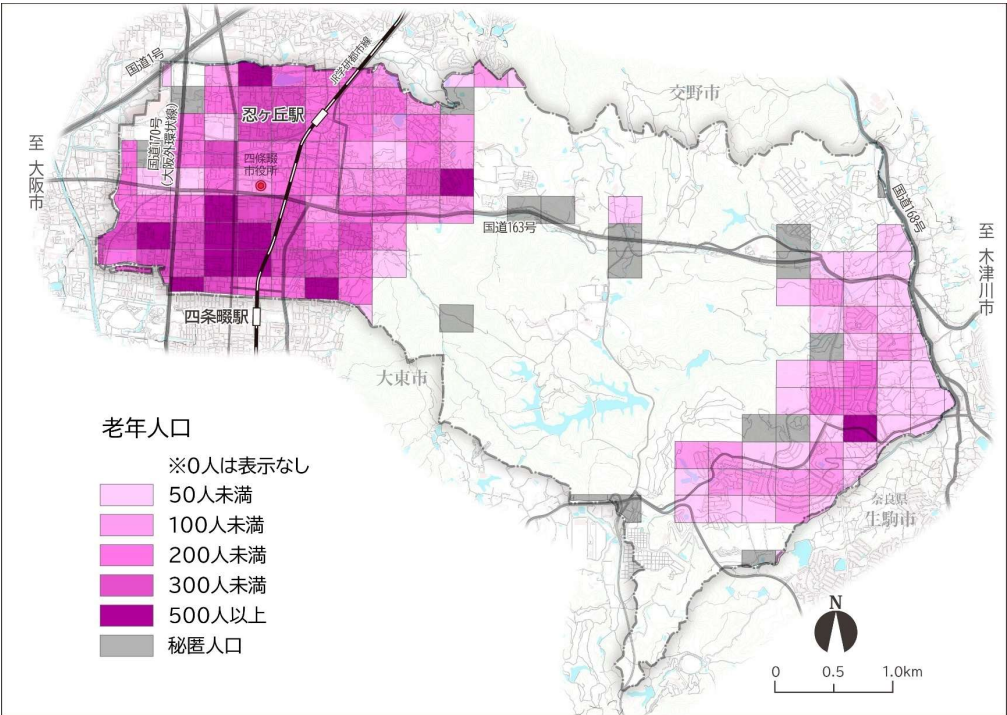 国道1号
JR学研都市線
交野市
忍ヶ丘駅
国道170号
(大阪外環状線)
至 大阪市
四條畷
市役所
国道168号
国道163号
至 木津川市
四条畷駅
大東市
老年人口
※0人は表示なし
50人未満
100人未満
200人未満
300人未満
500人以上
秘匿人口
奈良県
生駒市
N
0 0.5 1.0km